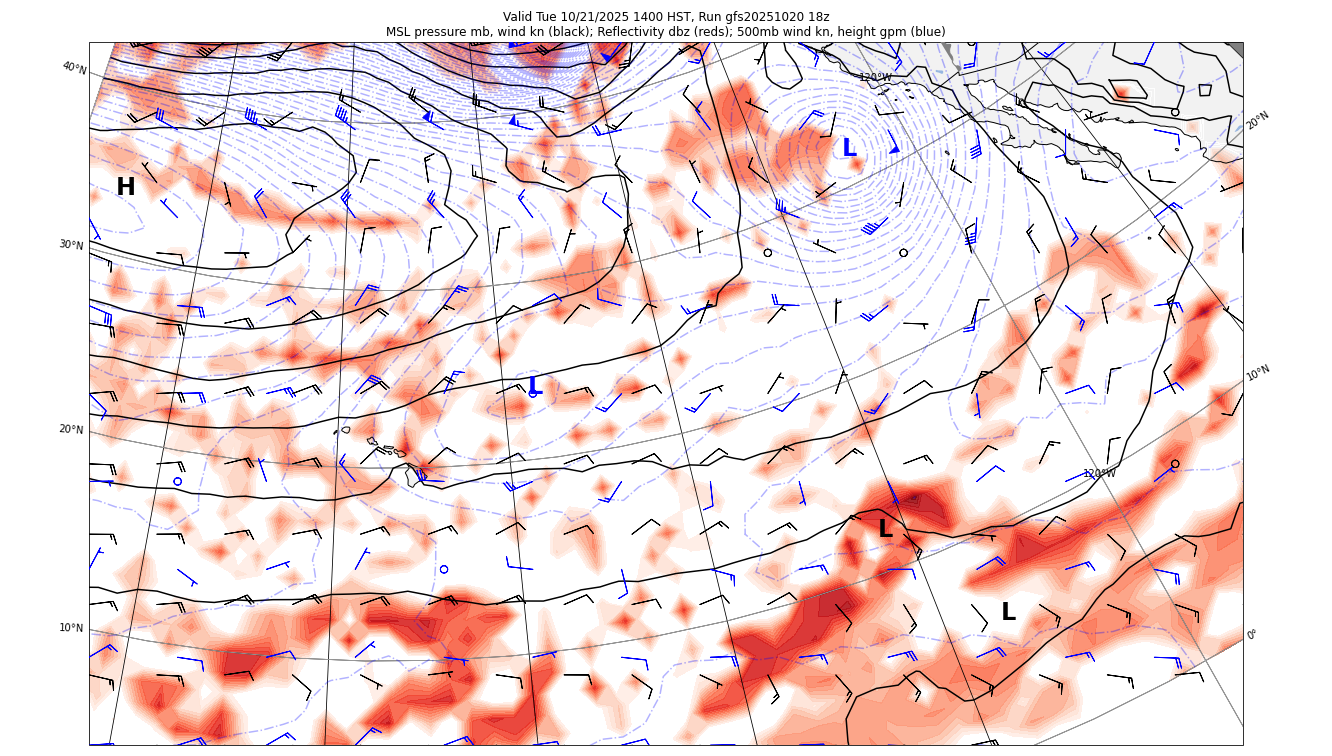 Valid Tue 10/21/2025 1400 HST, Run gfs20251020 18z
MSL pressure mb, wind kn (black); Reflectivity dbz (reds); 500mb wind kn, height gpm (blue)
40°N
120°W
20°N
L
H
30°N
10°N
L
20°N
120°W
L
L
10°N
0°